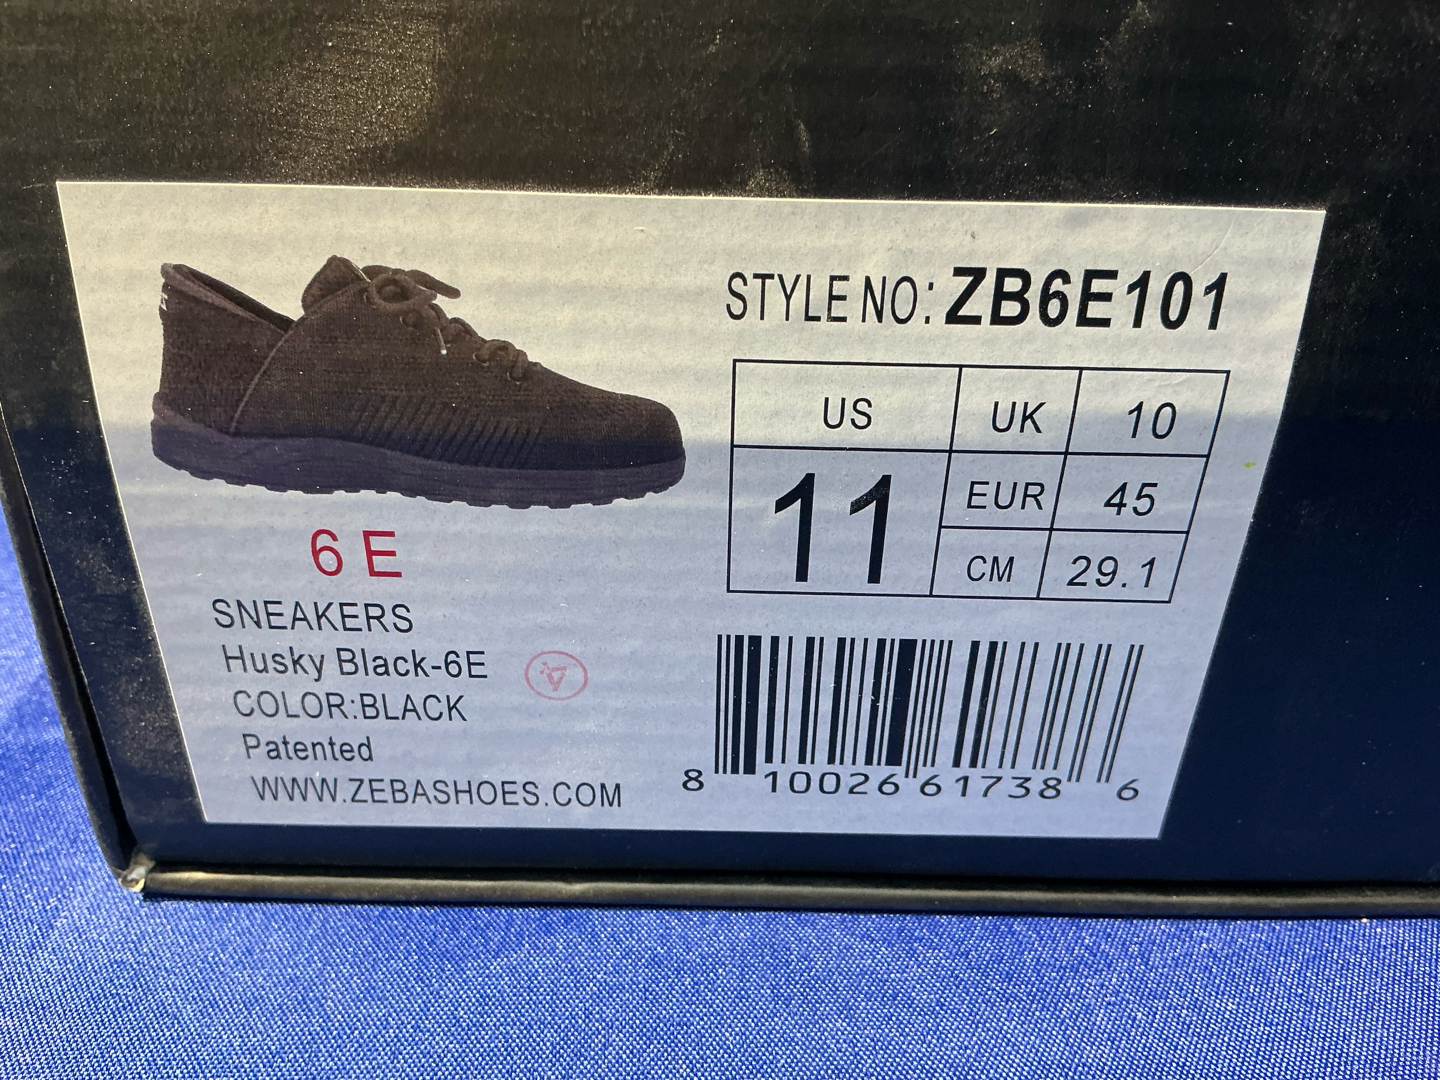 STYLE NO: ZB6E101
US UK 10
11 EUR 45
CM 29.1
6 E
SNEAKERS
Husky Black-6E
COLOR:BLACK
Patented
WWW.ZEBASHOES.COM
8 10026 61738 6